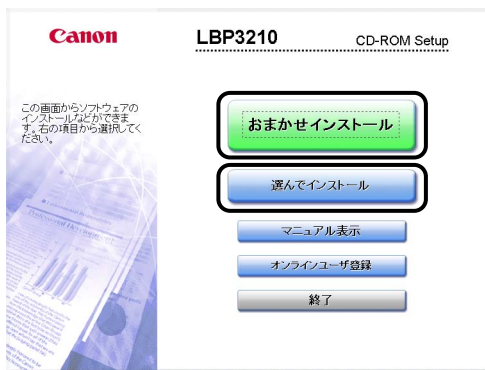 Canon
LBP3210
CD-ROM Setup
この画面からソフトウェアの
インストールなどができま
す。右の項目から選択してく
ださい。
おまかせインストール
選んでインストール
マニュアル表示
オンラインユーザ登録
終了